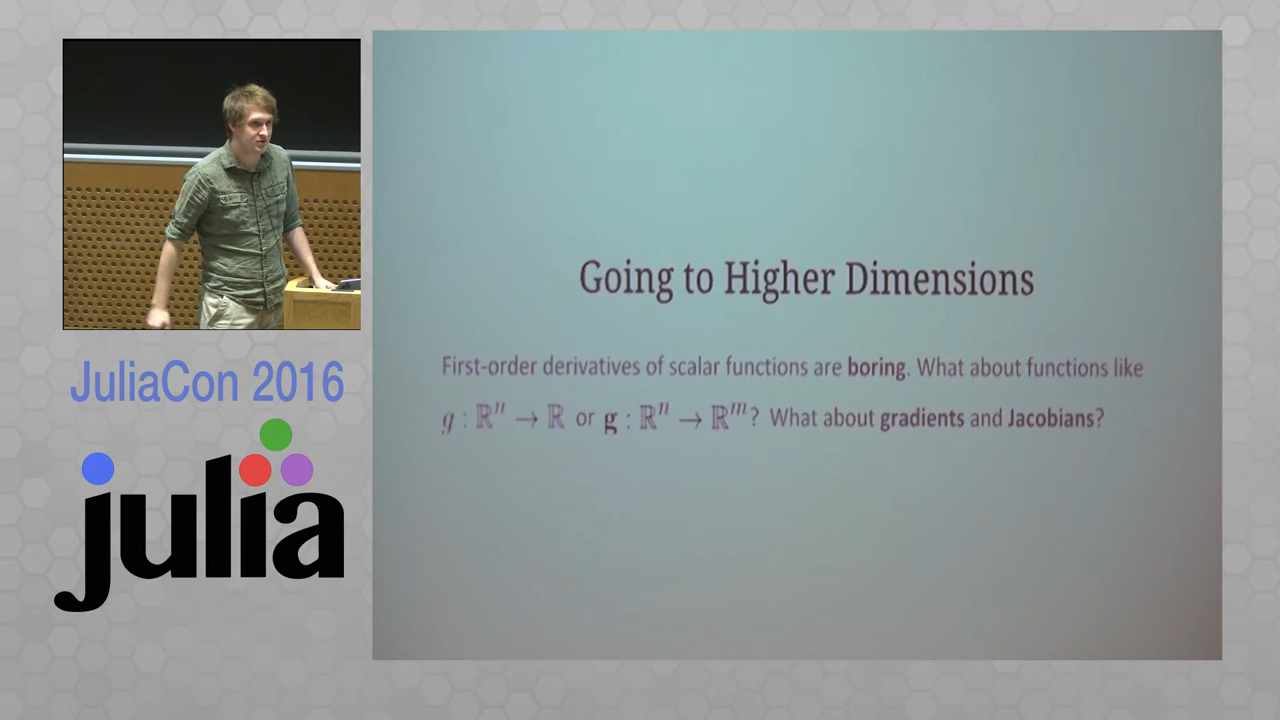 JuliaCon 2016
julia
Going to Higher Dimensions
First-order derivatives of scalar functions are boring. What about functions like
g : ℝⁿ → ℝ or g : ℝⁿ → ℝᵐ? What about gradients and Jacobians?